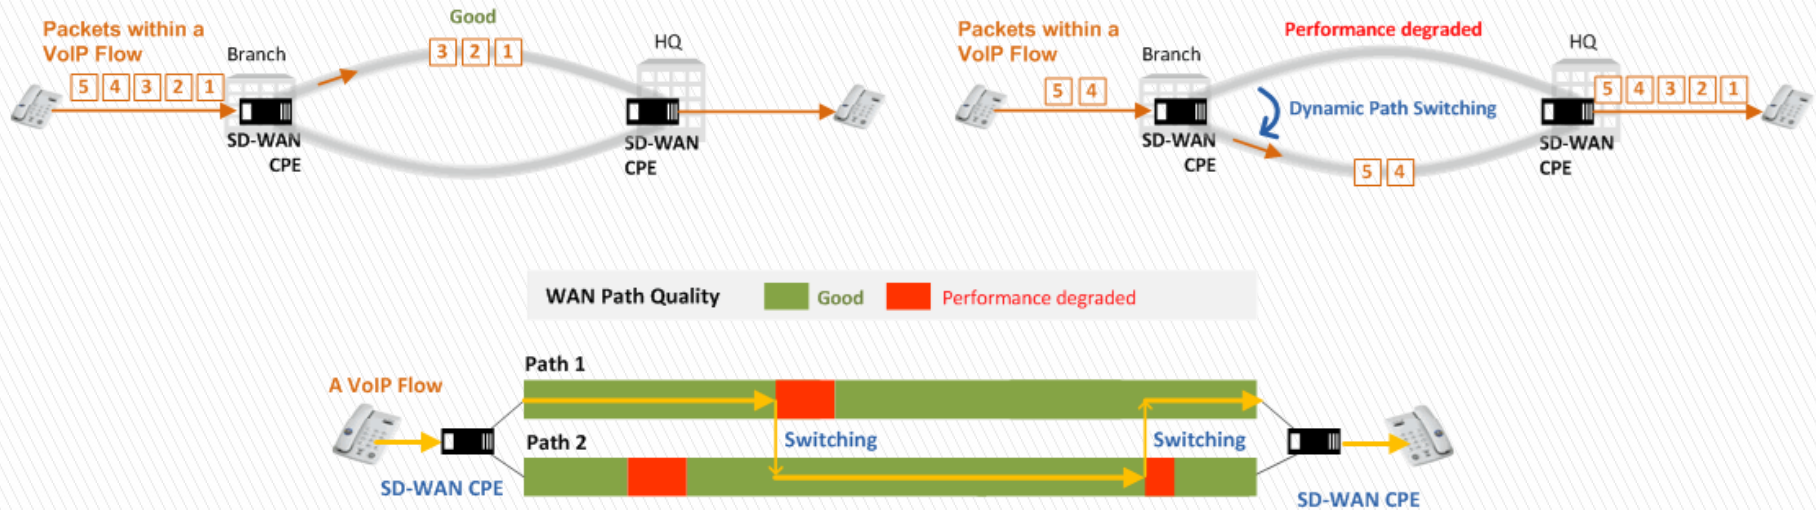 Packets within a
VoIP Flow
5 4 3 2 1
Branch
SD-WAN
CPE
Good
3 2 1
HQ
SD-WAN
CPE
Packets within a
VoIP Flow
5 4
Branch
SD-WAN
CPE
Performance degraded
Dynamic Path Switching
5 4
HQ
5 4 3 2 1
SD-WAN
CPE
WAN Path Quality Good Performance degraded
A VoIP Flow
SD-WAN CPE
Path 1
Switching
Path 2
Switching
SD-WAN CPE